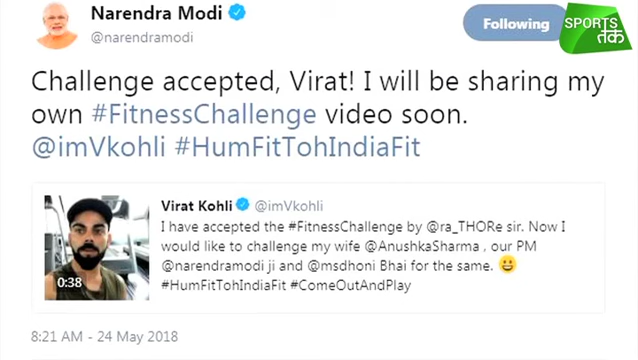 Narendra Modi
@narendramodi
Following
SPORTS
तक
Challenge accepted, Virat! I will be sharing my
own #FitnessChallenge video soon.
@imVkohli #HumFitTohIndiaFit
Virat Kohli @imVkohli
I have accepted the #FitnessChallenge by @ra_THORe sir. Now I
would like to challenge my wife @AnushkaSharma , our PM
@narendramodi ji and @msdhoni Bhai for the same. 😀
#HumFitTohIndiaFit #ComeOutAndPlay
0:38
8:21 AM - 24 May 2018